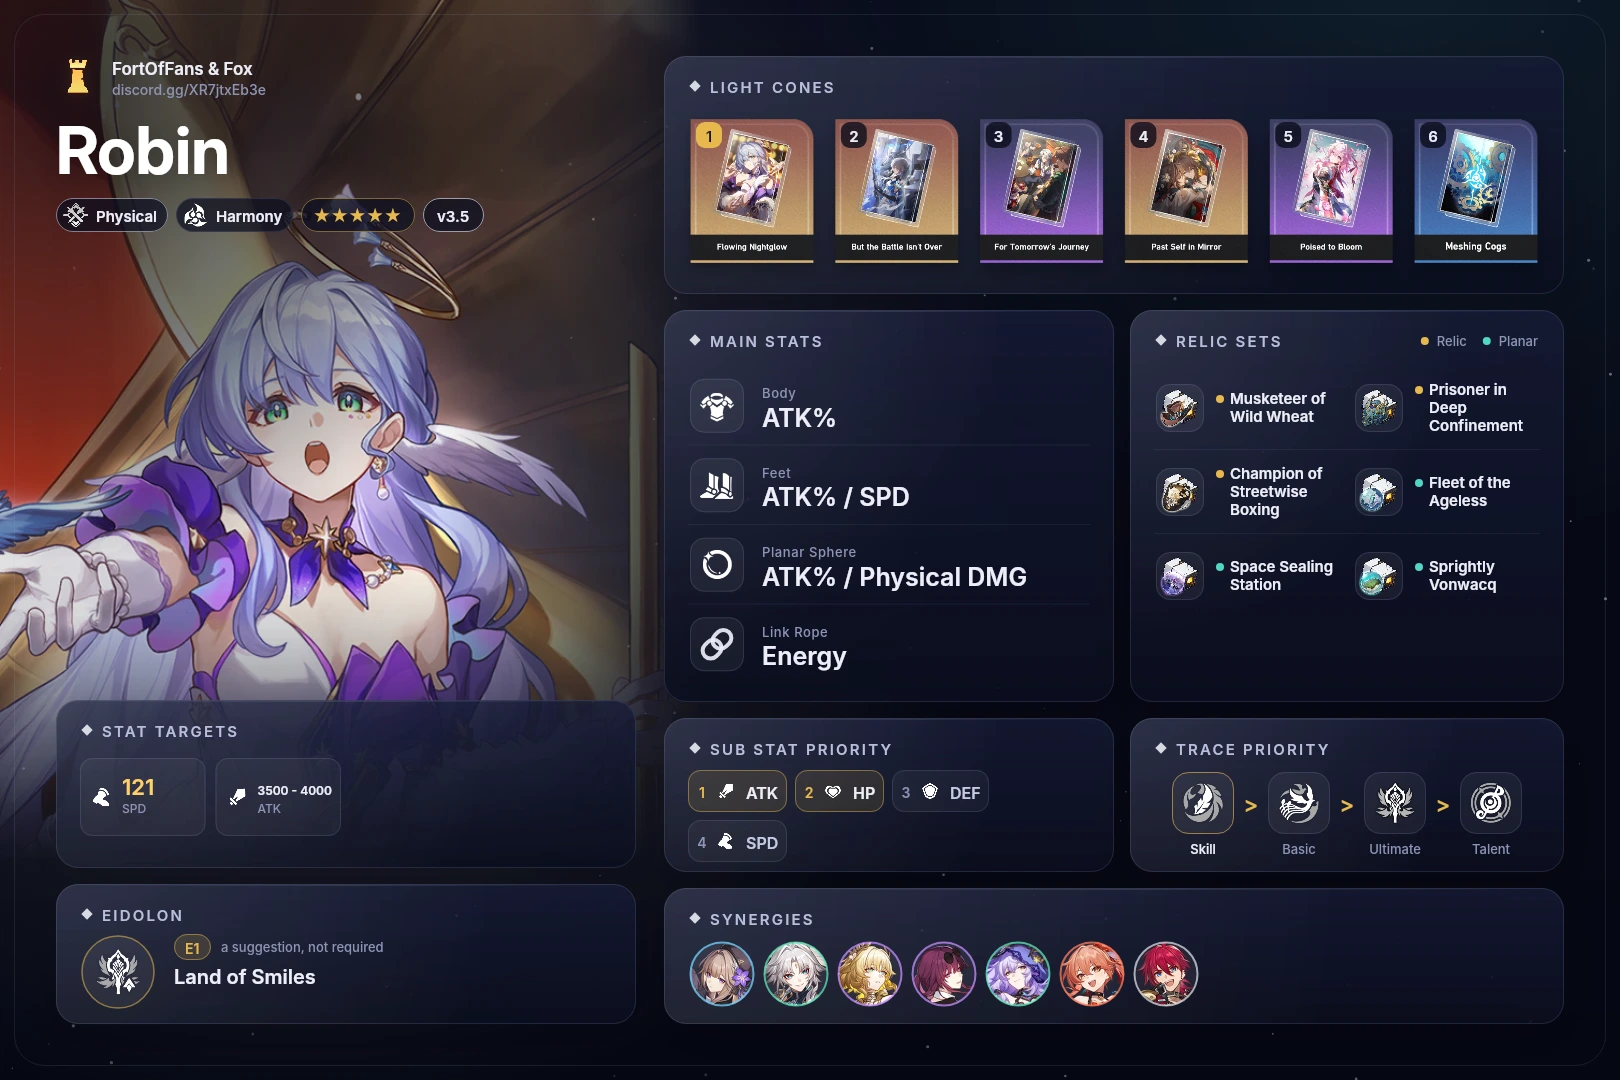 FortOfFans & Fox
discord.gg/XR7jtxEb3e
Robin
Physical
Harmony
★★★★★
v3.5
LIGHT CONES
1
Flowing Nightglow
2
But the Battle Isn't Over
3
For Tomorrow's Journey
4
Past Self in Mirror
5
Poised to Bloom
6
Meshing Cogs
MAIN STATS
Body
ATK%
Feet
ATK% / SPD
Planar Sphere
ATK% / Physical DMG
Link Rope
Energy
RELIC SETS
Relic
Planar
Musketeer of
Wild Wheat
Prisoner in
Deep
Confinement
Champion of
Streetwise
Boxing
Fleet of the
Ageless
Space Sealing
Station
Sprightly
Vonwacq
STAT TARGETS
121
SPD
3500 - 4000
ATK
SUB STAT PRIORITY
1 ATK
2 HP
3 DEF
4 SPD
TRACE PRIORITY
> > >
Skill Basic Ultimate Talent
EIDOLON
E1 a suggestion, not required
Land of Smiles
SYNERGIES